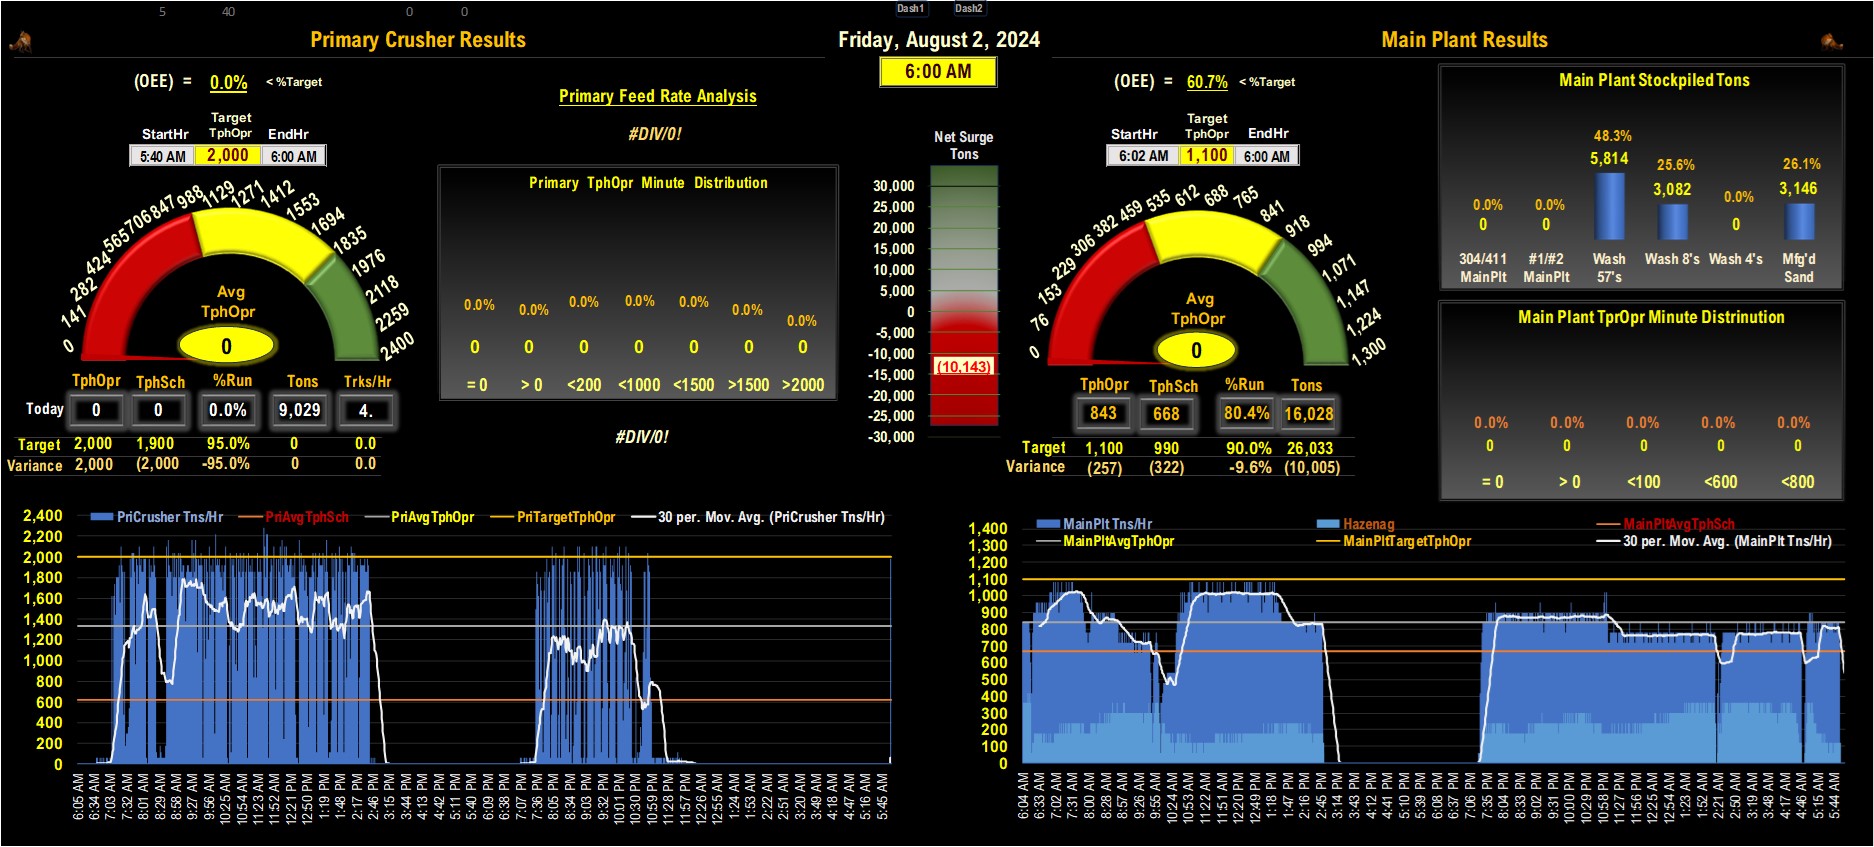 5 40 0 0 Dash1 Dash2
Primary Crusher Results
Friday, August 2, 2024
Main Plant Results
6:00 AM
(OEE) = 0.0% < %Target
Target
StartHr TphOpr EndHr
5:40 AM 2,000 6:00 AM
0 141 282 424 565 706 847 988 1129 1271 1412 1553 1694 1835 1976 2118 2259 2400
Avg
TphOpr
0
TphOpr TphSch %Run Tons Trks/Hr
Today 0 0 0.0% 9,029 4.
Target 2,000 1,900 95.0% 0 0.0
Variance 2,000 (2,000 -95.0% 0 0.0
Primary Feed Rate Analysis
#DIV/0!
Primary TphOpr Minute Distribution
0.0% 0.0% 0.0% 0.0% 0.0% 0.0% 0.0%
0 0 0 0 0 0 0
= 0 > 0 <200 <1000 <1500 >1500 >2000
#DIV/0!
Net Surge
Tons
30,000
25,000
20,000
15,000
10,000
5,000
0
-5,000
-10,000
(10,143)
-15,000
-20,000
-25,000
-30,000
(OEE) = 60.7% < %Target
Target
StartHr TphOpr EndHr
6:02 AM 1,100 6:00 AM
0 76 153 229 306 382 459 535 612 688 765 841 918 994 1,071 1,147 1,224 1,300
Avg
TphOpr
0
TphOpr TphSch %Run Tons
843 668 80.4% 16,028
Target 1,100 990 90.0% 26,033
Variance (257) (322) -9.6% (10,005)
Main Plant Stockpiled Tons
0.0% 0.0% 48.3% 25.6% 0.0% 26.1%
0 0 5,814 3,082 0 3,146
304/411 #1/#2 Wash Wash 8's Wash 4's Mfg'd
MainPlt MainPlt 57's Sand
Main Plant TprOpr Minute Distrinution
0.0% 0.0% 0.0% 0.0% 0.0%
0 0 0 0 0
= 0 > 0 <100 <600 <800
PriCrusher Tns/Hr PriAvgTphSch PriAvgTphOpr PriTargetTphOpr 30 per. Mov. Avg. (PriCrusher Tns/Hr)
2,400
2,200
2,000
1,800
1,600
1,400
1,200
1,000
800
600
400
200
0
6:05 AM 6:34 AM 7:03 AM 7:32 AM 8:01 AM 8:29 AM 8:58 AM 9:27 AM 9:56 AM 10:25 AM 10:54 AM 11:23 AM 11:52 AM 12:21 PM 12:50 PM 1:19 PM 1:48 PM 2:17 PM 2:46 PM 3:15 PM 3:44 PM 4:13 PM 4:42 PM 5:11 PM 5:40 PM 6:09 PM 6:38 PM 7:07 PM 7:36 PM 8:05 PM 8:34 PM 9:03 PM 9:32 PM 10:01 PM 10:30 PM 10:59 PM 11:28 PM 11:57 PM 12:26 AM 12:55 AM 1:24 AM 1:53 AM 2:22 AM 2:51 AM 3:20 AM 3:49 AM 4:18 AM 4:47 AM 5:16 AM 5:45 AM
MainPlt Tns/Hr Hazenag MainPltAvgTphSch
MainPltAvgTphOpr MainPltTargetTphOpr 30 per. Mov. Avg. (MainPlt Tns/Hr)
1,400
1,300
1,200
1,100
1,000
900
800
700
600
500
400
300
200
100
0
6:04 AM 6:33 AM 7:02 AM 7:31 AM 8:00 AM 8:28 AM 8:57 AM 9:26 AM 9:55 AM 10:24 AM 10:53 AM 11:22 AM 11:51 AM 12:20 PM 12:49 PM 1:18 PM 1:47 PM 2:16 PM 2:45 PM 3:14 PM 3:43 PM 4:12 PM 4:41 PM 5:10 PM 5:39 PM 6:08 PM 6:37 PM 7:06 PM 7:35 PM 8:04 PM 8:33 PM 9:02 PM 9:31 PM 10:00 PM 10:29 PM 10:58 PM 11:27 PM 11:56 PM 12:25 AM 12:54 AM 1:23 AM 1:52 AM 2:21 AM 2:50 AM 3:19 AM 3:48 AM 4:17 AM 4:46 AM 5:15 AM 5:44 AM